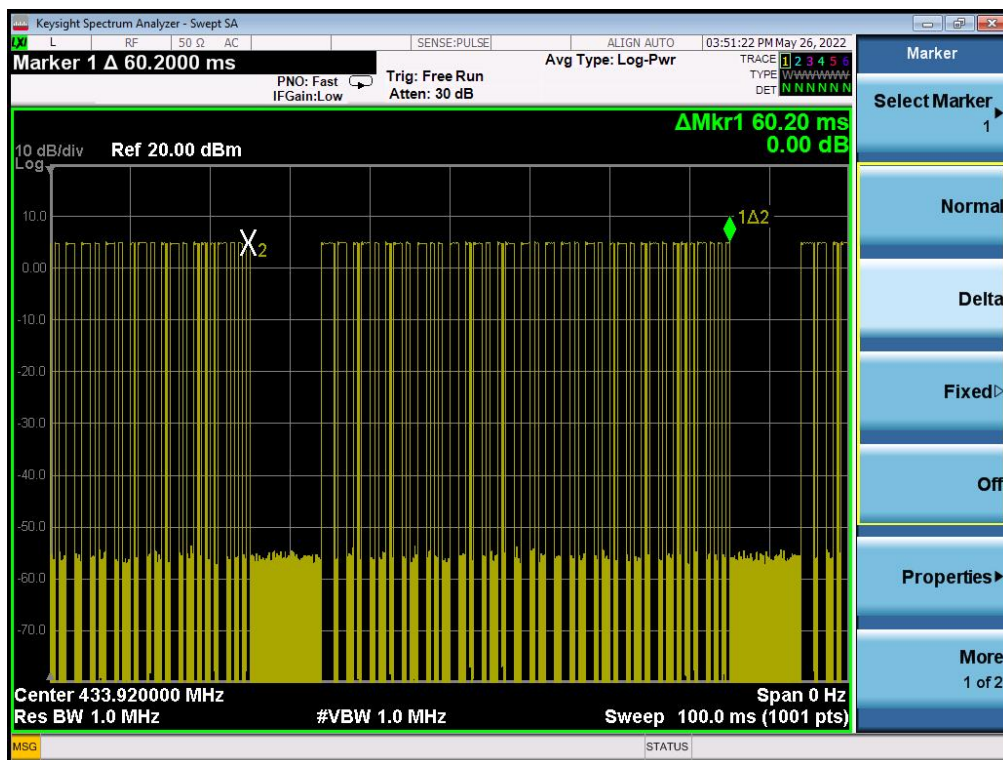 Keysight Spectrum Analyzer - Swept SA
LXI L RF 50 Ω AC SENSE:PULSE ALIGN AUTO 03:51:22 PM May 26, 2022
Marker 1 Δ 60.2000 ms
PNO: Fast
IFGain:Low
Trig: Free Run
Atten: 30 dB
Avg Type: Log-Pwr
TRACE 1 2 3 4 5 6
TYPE WWWWWW
DET N N N N N N
ΔMkr1 60.20 ms
0.00 dB
10 dB/div Ref 20.00 dBm
Log
10.0
0.00
-10.0
-20.0
-30.0
-40.0
-50.0
-60.0
-70.0
2
1Δ2
Center 433.920000 MHz Span 0 Hz
Res BW 1.0 MHz #VBW 1.0 MHz Sweep 100.0 ms (1001 pts)
MSG STATUS
Marker
Select Marker
1
Normal
Delta
Fixed
Off
Properties
More
1 of 2